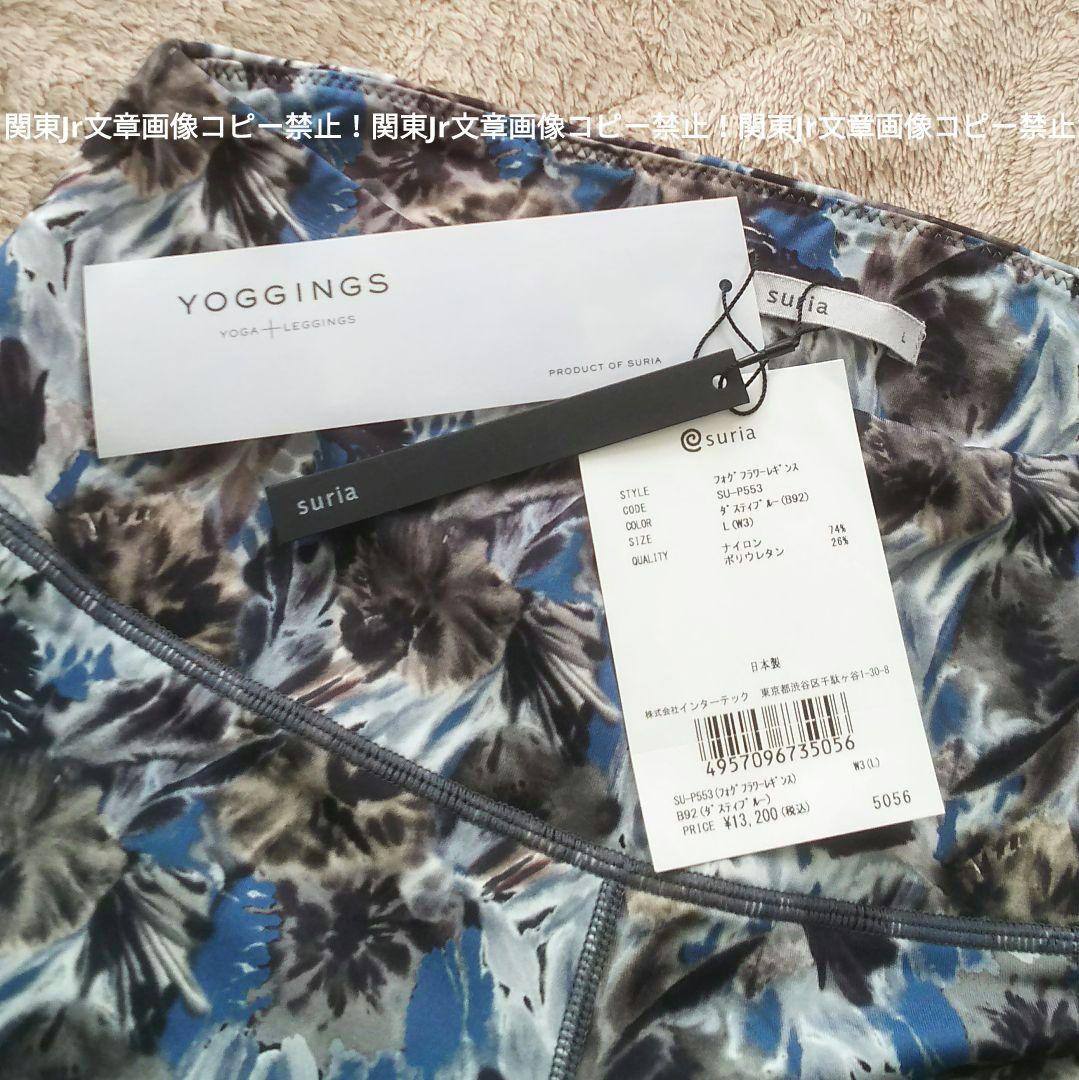 関東Jr文章画像コピー禁止！関東Jr文章画像コピー禁止！関東Jr文章画像コピー禁止
YOGGINGS
YOGA+LEGGINGS
PRODUCT OF SURIA
suria
L
suria
suria
STYLE ﾌｫｸﾞﾌﾗﾜｰﾚｷﾞﾝｽ
CODE SU-P553
COLOR ﾀﾞｽﾃｨﾌﾞﾙｰ(B92)
SIZE L(W3)
QUALITY ナイロン 74%
ポリウレタン 26%
日本製
株式会社インターテック 東京都渋谷区千駄ヶ谷1-30-8
4957096735056
SU-P553(ﾌｫｸﾞﾌﾗﾜｰﾚｷﾞﾝｽ) W3(L)
B92(ﾀﾞｽﾃｨﾌﾞﾙｰ)
PRICE ¥13,200(税込) 5056